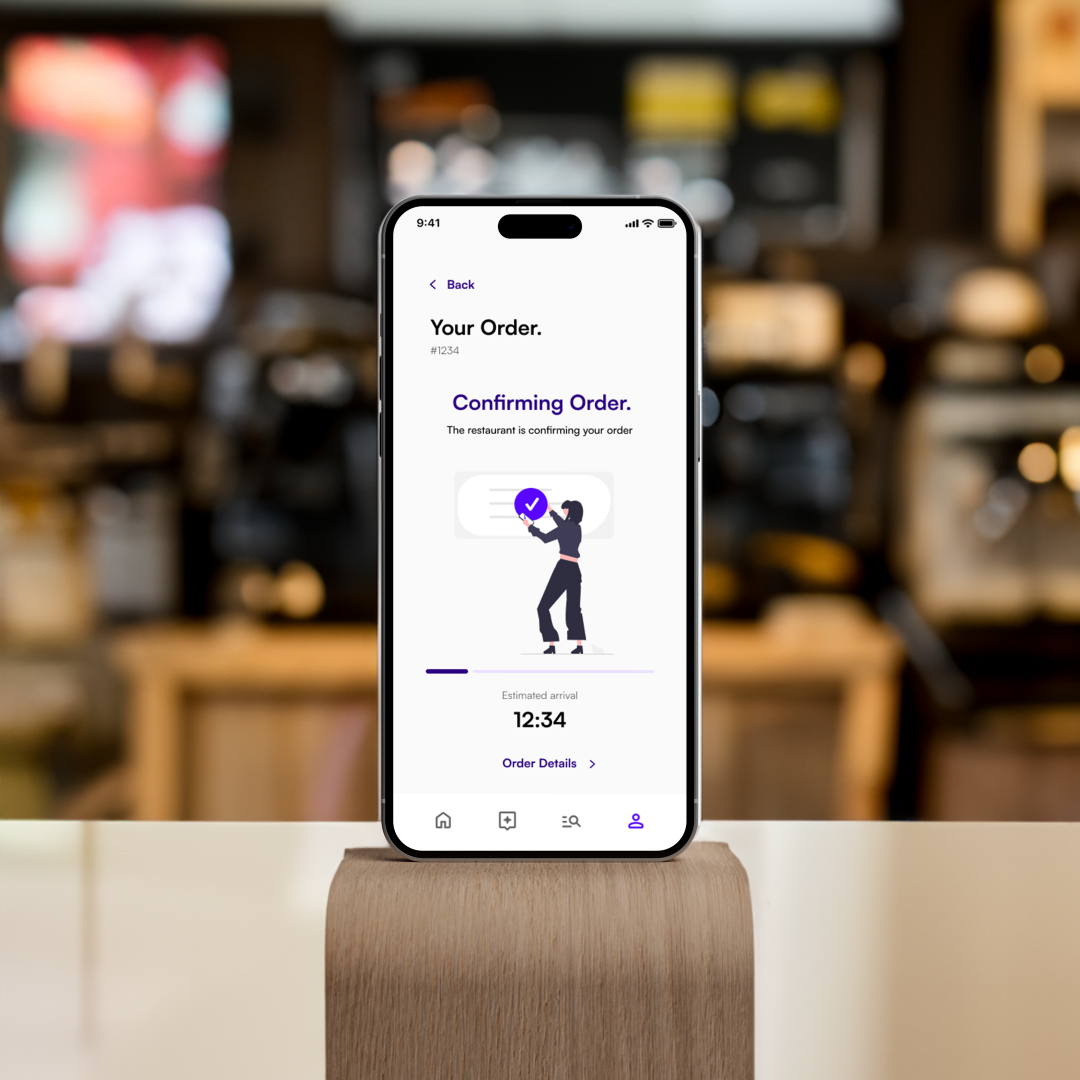 9:41
Back
Your Order.
#1234
Confirming Order.
The restaurant is confirming your order
Estimated arrival
12:34
Order Details